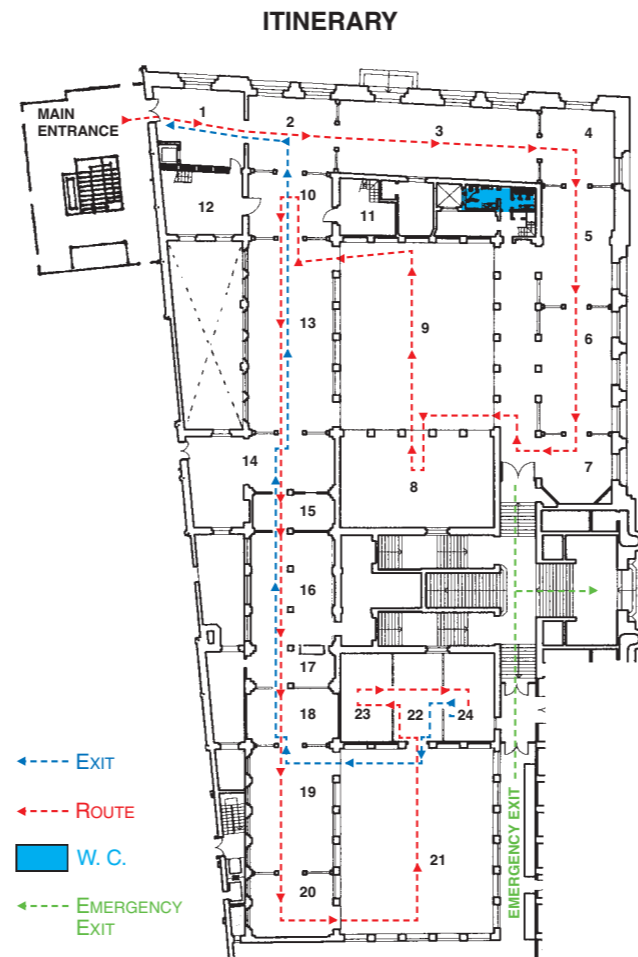 ITINERARY
MAIN
ENTRANCE
1
2
3
4
10
12
11
5
13
9
6
14
7
8
15
16
17
18
23
22
24
19
21
20
EXIT
ROUTE
W. C.
EMERGENCY
EXIT
EMERGENCY EXIT